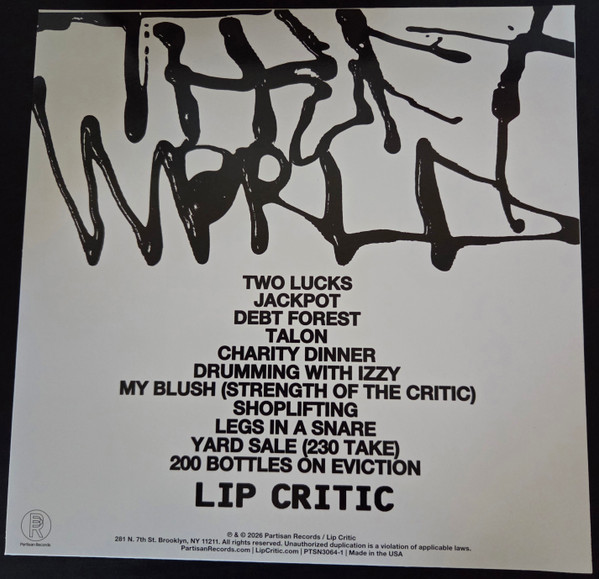 THEFT
WORLD
TWO LUCKS
JACKPOT
DEBT FOREST
TALON
CHARITY DINNER
DRUMMING WITH IZZY
MY BLUSH (STRENGTH OF THE CRITIC)
SHOPLIFTING
LEGS IN A SNARE
YARD SALE (230 TAKE)
200 BOTTLES ON EVICTION
LIP CRITIC
Partisan Records
℗ & © 2026 Partisan Records / Lip Critic
281 N. 7th St. Brooklyn, NY 11211. All rights reserved. Unauthorized duplication is a violation of applicable laws.
PartisanRecords.com | LipCritic.com | PTSN3064-1 | Made in the USA